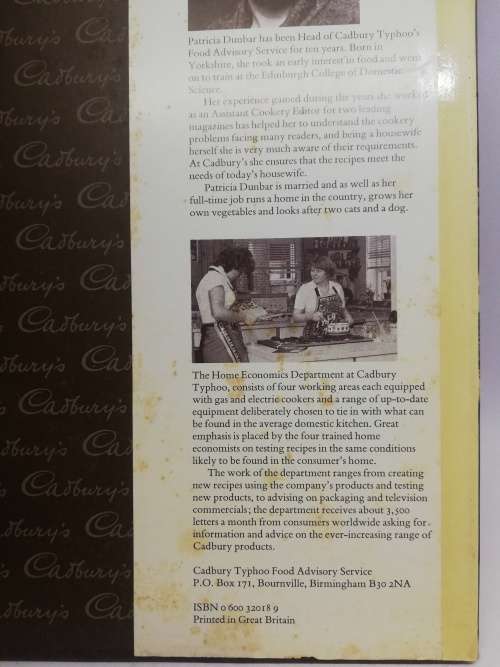 Patricia Dunbar has been Head of Cadbury Typhoo's
Food Advisory Service for ten years. Born in
Yorkshire, she took an early interest in food and went
on to train at the Edinburgh College of Domestic
Science.
Her experience gained during the years she worked
as an Assistant Cookery Editor for two leading
magazines has helped her to understand the cookery
problems facing many readers, and being a housewife
herself she is very much aware of their requirements.
At Cadbury's she ensures that the recipes meet the
needs of today's housewife.
Patricia Dunbar is married and as well as her
full-time job runs a home in the country, grows her
own vegetables and looks after two cats and a dog.
The Home Economics Department at Cadbury
Typhoo, consists of four working areas each equipped
with gas and electric cookers and a range of up-to-date
equipment deliberately chosen to tie in with what can
be found in the average domestic kitchen. Great
emphasis is placed by the four trained home
economists on testing recipes in the same conditions
likely to be found in the consumer's home.
The work of the department ranges from creating
new recipes using the company's products and testing
new products, to advising on packaging and television
commercials; the department receives about 3,500
letters a month from consumers worldwide asking for
information and advice on the ever-increasing range of
Cadbury products.
Cadbury Typhoo Food Advisory Service
P.O. Box 171, Bournville, Birmingham B30 2NA
ISBN 0 600 32018 9
Printed in Great Britain
Cadbury's
Cadbury's
Cadbury's
Cadbury's
Cadbury's
Cadbury's
Cadbury's